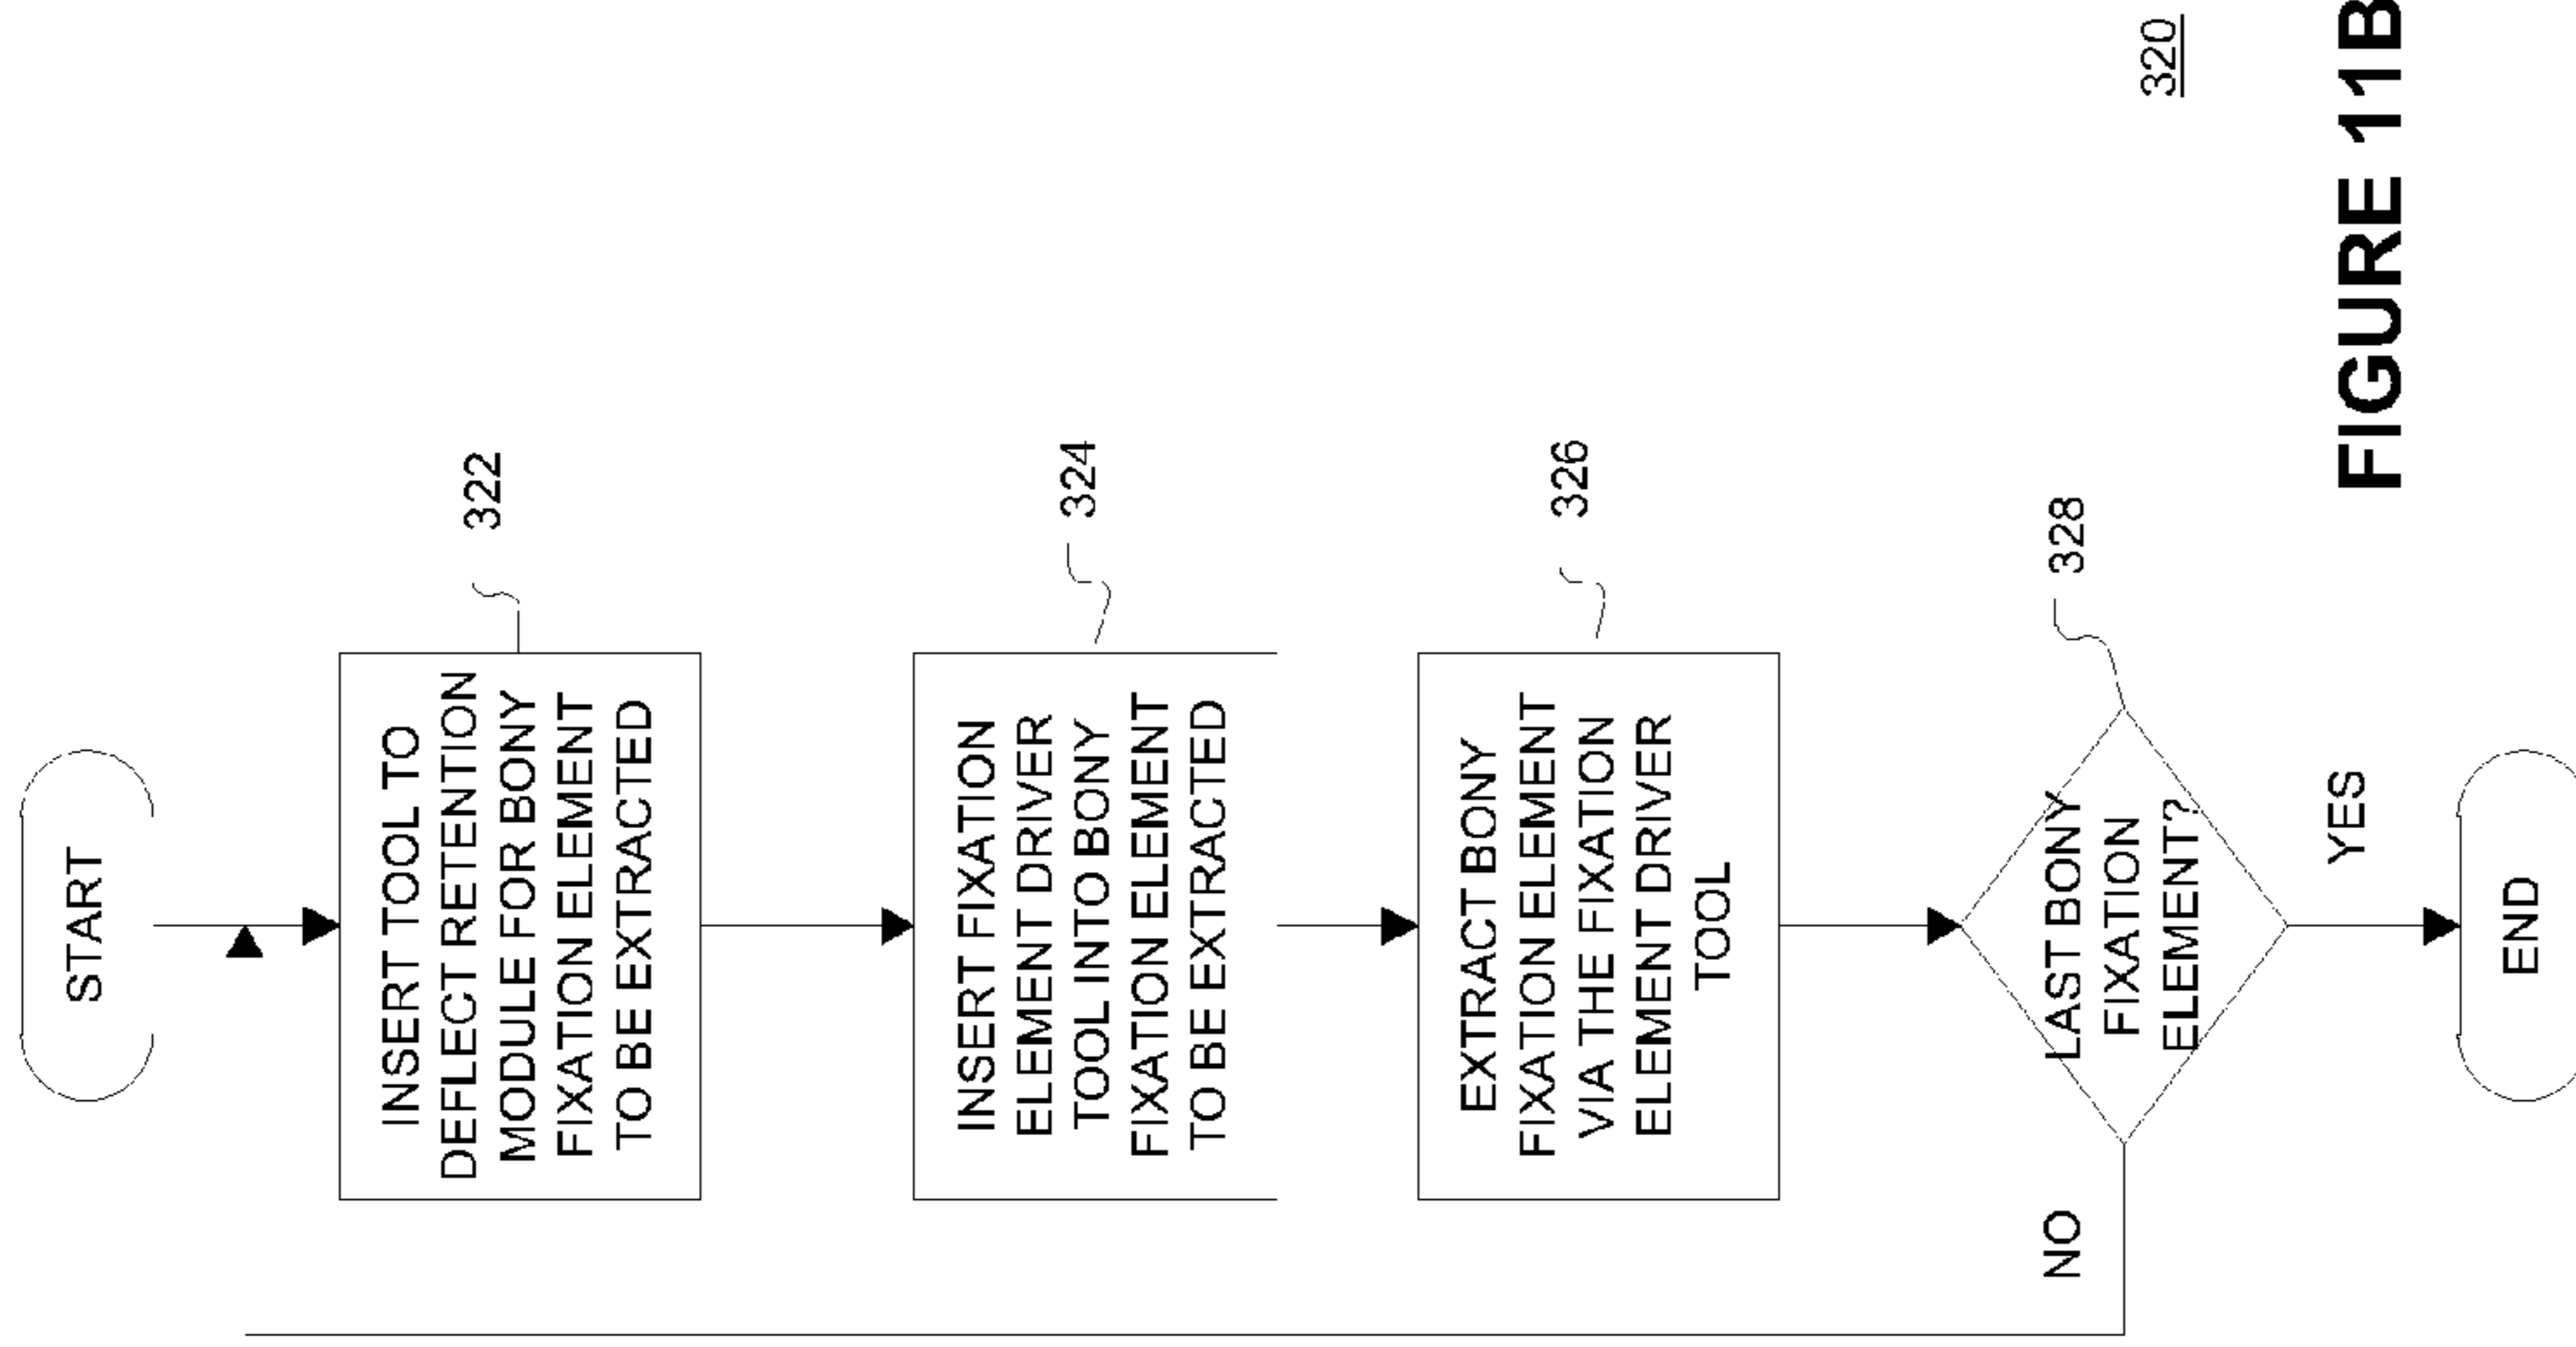 START
INSERT TOOL TO
DEFLECT RETENTION
MODULE FOR BONY
FIXATION ELEMENT
TO BE EXTRACTED
322
INSERT FIXATION
ELEMENT DRIVER
TOOL INTO BONY
FIXATION ELEMENT
TO BE EXTRACTED
324
EXTRACT BONY
FIXATION ELEMENT
VIA THE FIXATION
ELEMENT DRIVER
TOOL
326
LAST BONY
FIXATION
ELEMENT?
328
NO
YES
END
320
FIGURE 11B